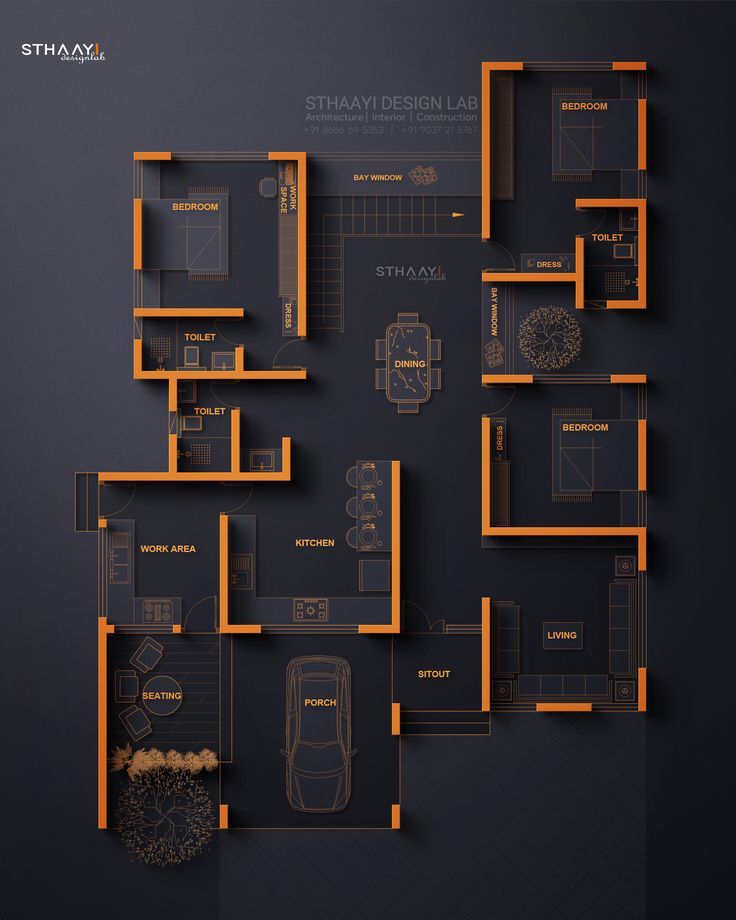 STHAAYI
designlab
STHAAYI DESIGN LAB
Architecture| Interior | Construction
+91 8656 69 5353 | +91 9037 21 5767
BEDROOM
BAY WINDOW
WORK
SPACE
BEDROOM
TOILET
STHAAYI
designlab
DRESS
BAY WINDOW
DRESS
TOILET
DINING
TOILET
BEDROOM
DRESS
KITCHEN
WORK AREA
LIVING
SITOUT
SEATING
PORCH